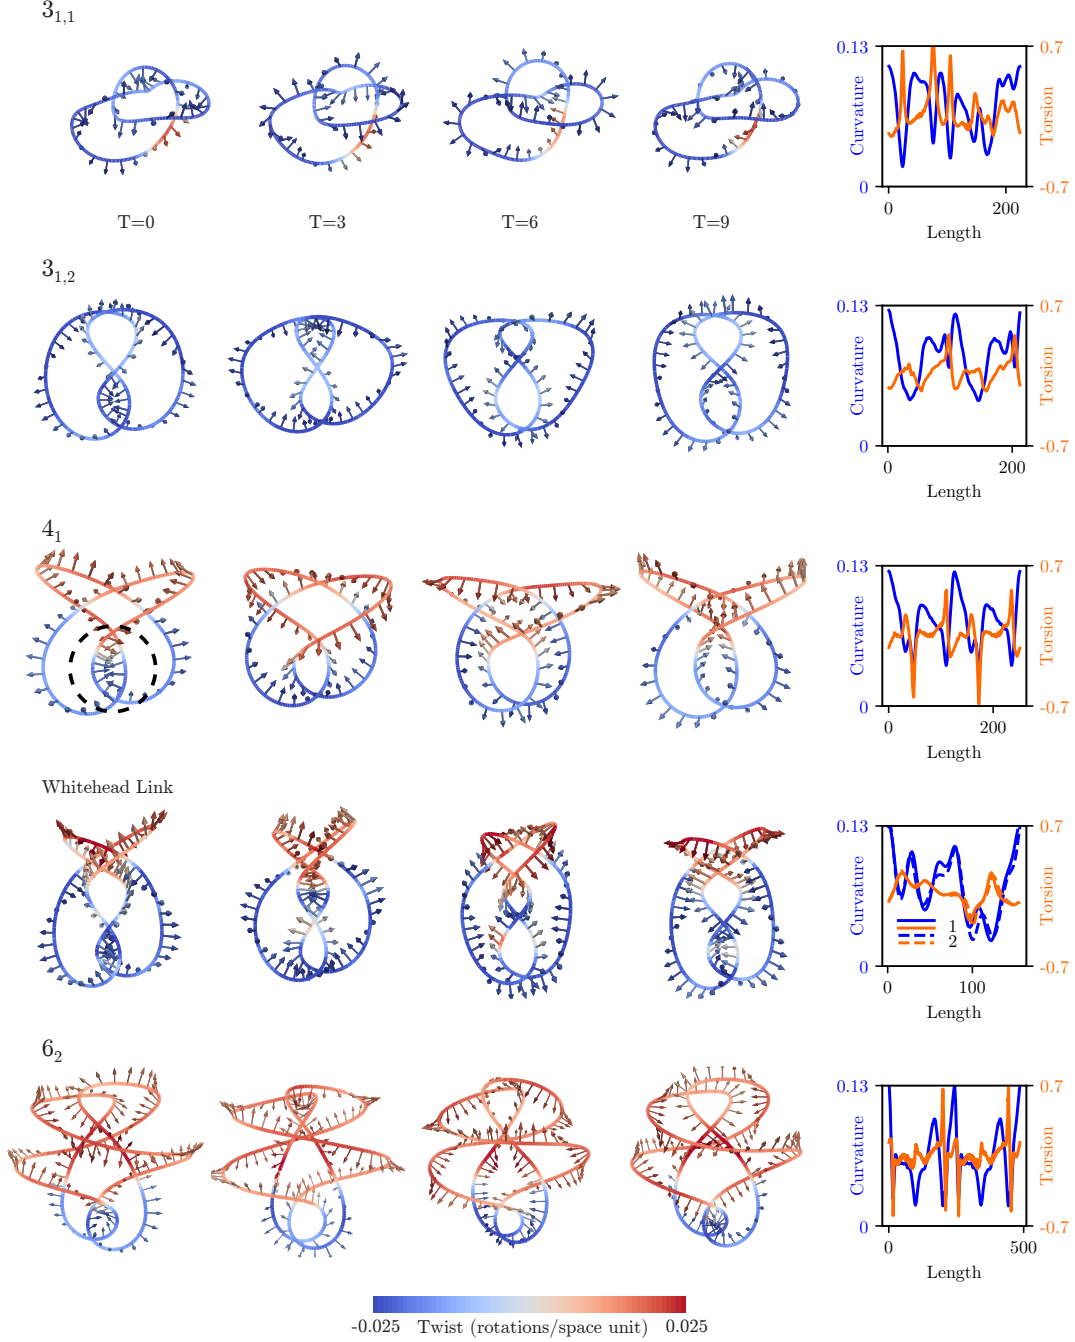 3_{1,1}
0.13
0.7
Curvature
Torsion
0
-0.7
0
200
Length
T=0
T=3
T=6
T=9
3_{1,2}
0.13
0.7
Curvature
Torsion
0
-0.7
0
200
Length
4_1
0.13
0.7
Curvature
Torsion
0
-0.7
0
200
Length
Whitehead Link
0.13
0.7
Curvature
Torsion
1
2
0
-0.7
0
100
Length
6_2
0.13
0.7
Curvature
Torsion
0
-0.7
0
500
Length
-0.025 Twist (rotations/space unit) 0.025